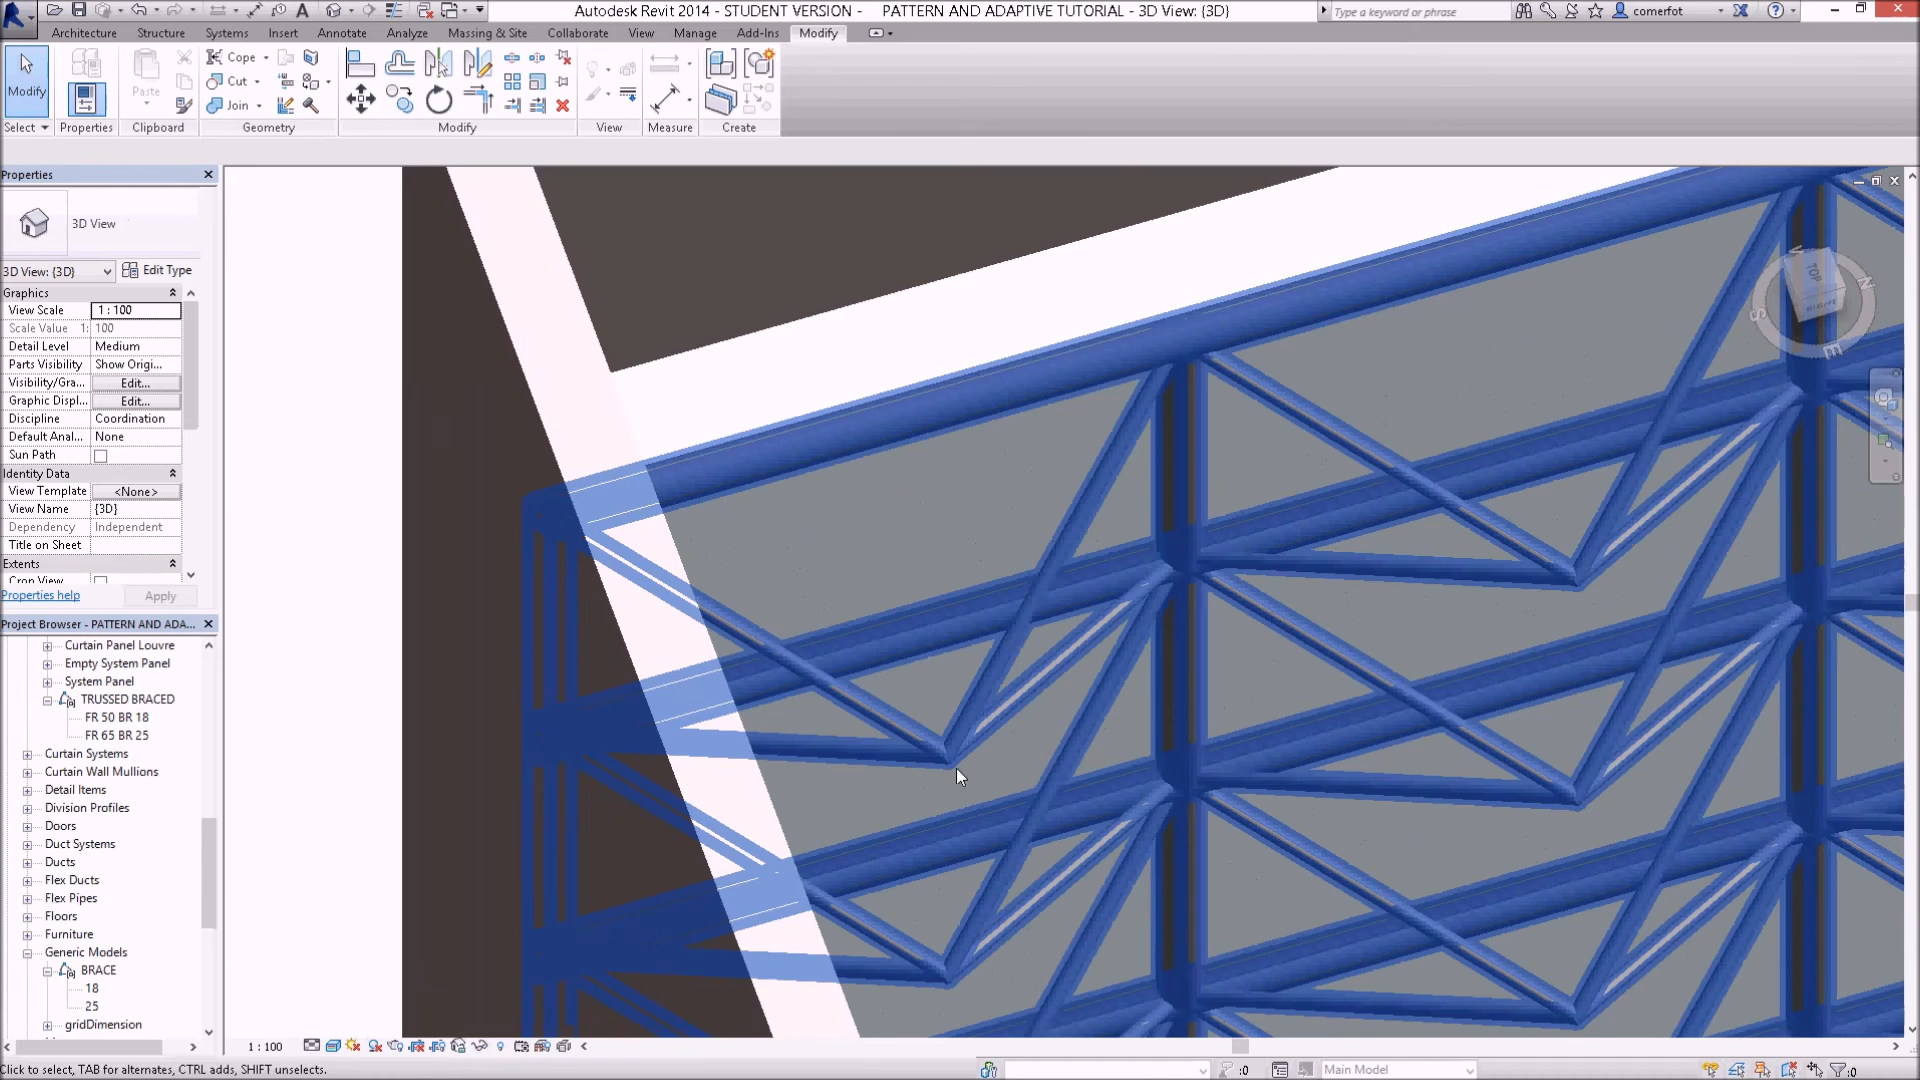 Autodesk Revit 2014 - STUDENT VERSION - PATTERN AND ADAPTIVE TUTORIAL - 3D View: {3D}
Type a keyword or phrase
comerfot
Architecture Structure Systems Insert Annotate Analyze Massing & Site Collaborate View Manage Add-Ins Modify
Modify
Paste
Cope
Cut
Join
Select Properties Clipboard Geometry Modify View Measure Create
Properties
3D View
3D View: {3D} Edit Type
Graphics
View Scale 1 : 100
Scale Value 1: 100
Detail Level Medium
Parts Visibility Show Origi...
Visibility/Gra... Edit...
Graphic Displ... Edit...
Discipline Coordination
Default Anal... None
Sun Path
Identity Data
View Template <None>
View Name {3D}
Dependency Independent
Title on Sheet
Extents
Crop View
Properties help Apply
Project Browser - PATTERN AND ADA...
Curtain Panel Louvre
Empty System Panel
System Panel
TRUSSED BRACED
FR 50 BR 18
FR 65 BR 25
Curtain Systems
Curtain Wall Mullions
Detail Items
Division Profiles
Doors
Duct Systems
Ducts
Flex Ducts
Flex Pipes
Floors
Furniture
Generic Models
BRACE
18
25
gridDimension
TOP
RIGHT
N
S
E
1 : 100
Click to select, TAB for alternates, CTRL adds, SHIFT unselects.
:0
Main Model
:0